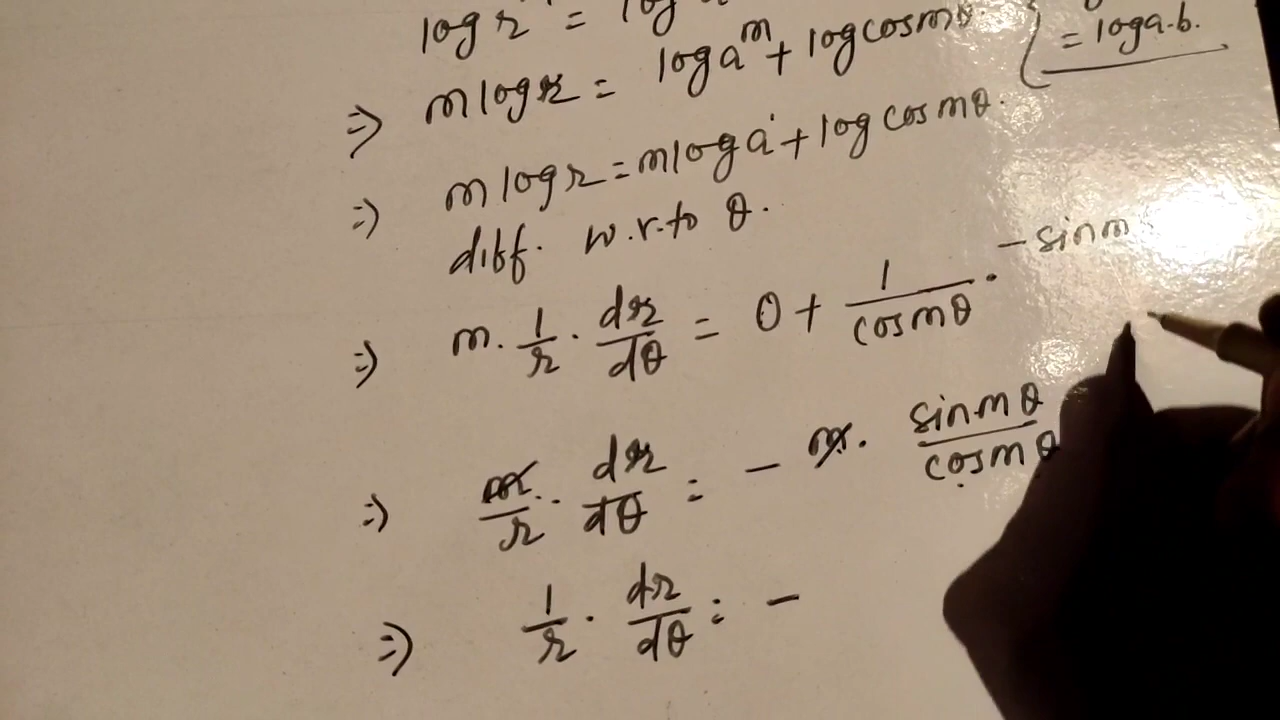 log r = log
= log a.b.
⇒ m log r = log a^m + log cos mθ
⇒ m log r = m log a + log cos mθ.
diff. w.r.to θ.
⇒ m. 1/r . dr/dθ = 0 + 1/cos mθ . - sin m
⇒ m/r . dr/dθ = - m. sin mθ/cos mθ
⇒ 1/r . dr/dθ = -